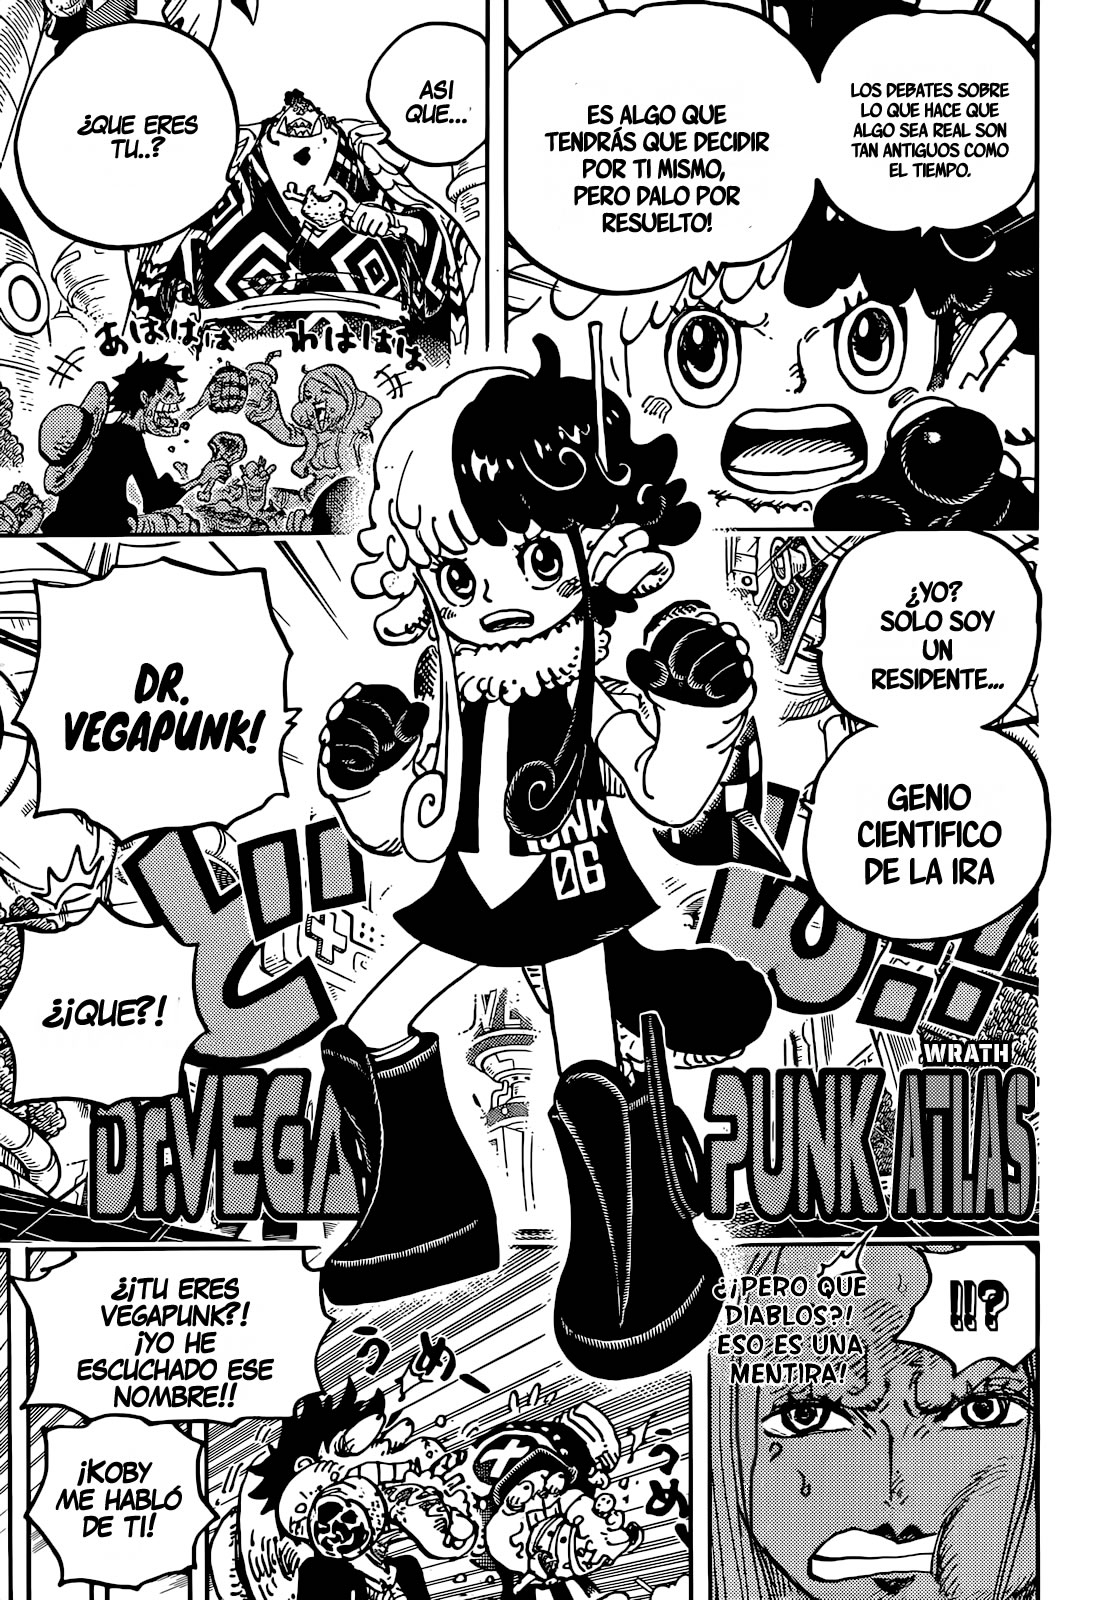 LOS DEBATES SOBRE
LO QUE HACE QUE
ALGO SEA REAL SON
TAN ANTIGUOS COMO
EL TIEMPO.
ES ALGO QUE
TENDRÁS QUE DECIDIR
POR TI MISMO,
PERO DALO POR
RESUELTO!
ASI
QUE...
¿QUE ERES
TU..?
あははは
わはははは
¿YO?
SOLO SOY
UN
RESIDENTE...
GENIO
CIENTIFICO
DE LA IRA
DR.
VEGAPUNK!
UNK
06
¿¡QUE?!
WRATH
DR.VEGA PUNK ATLAS
!!?
¿¡PERO QUE
DIABLOS?!
ESO ES UNA
MENTIRA!
¿¡TU ERES
VEGAPUNK?!
¡YO HE
ESCUCHADO ESE
NOMBRE!!
うめー
¡KOBY
ME HABLÓ
DE TI!